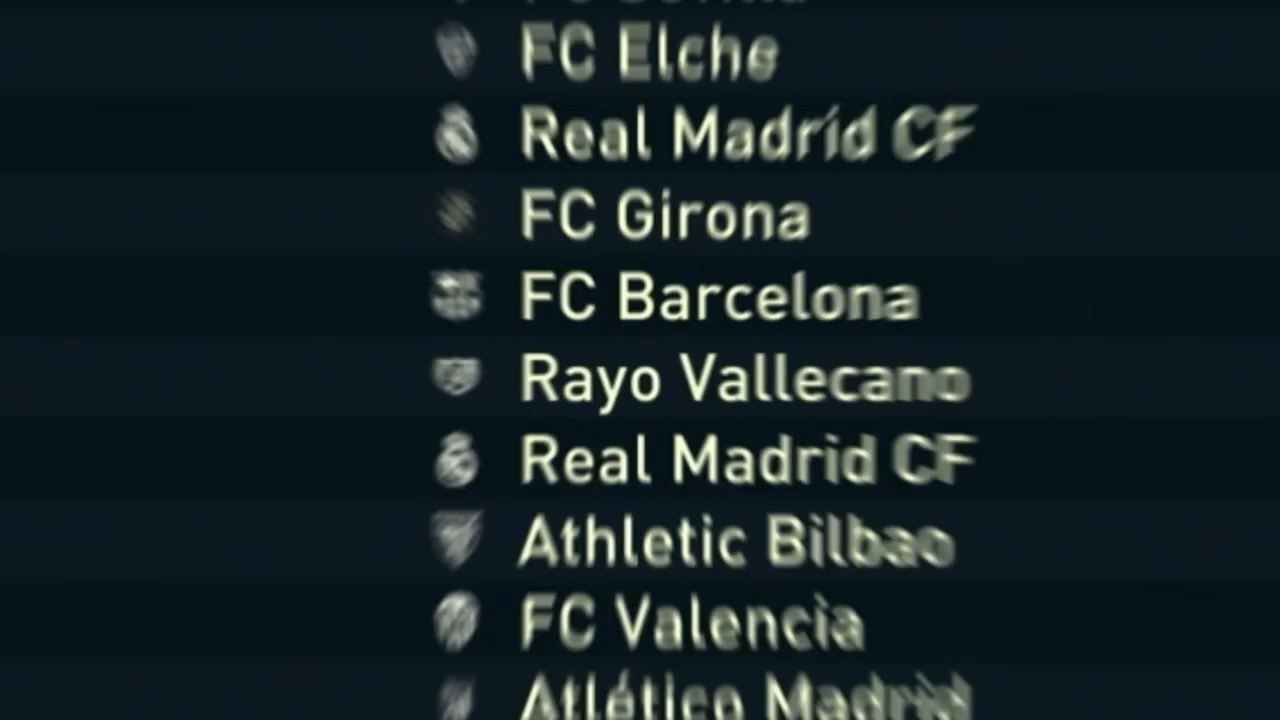 FC Elche
Real Madrid CF
FC Girona
FC Barcelona
Rayo Vallecano
Real Madrid CF
Athletic Bilbao
FC Valencia
Atlético Madrid